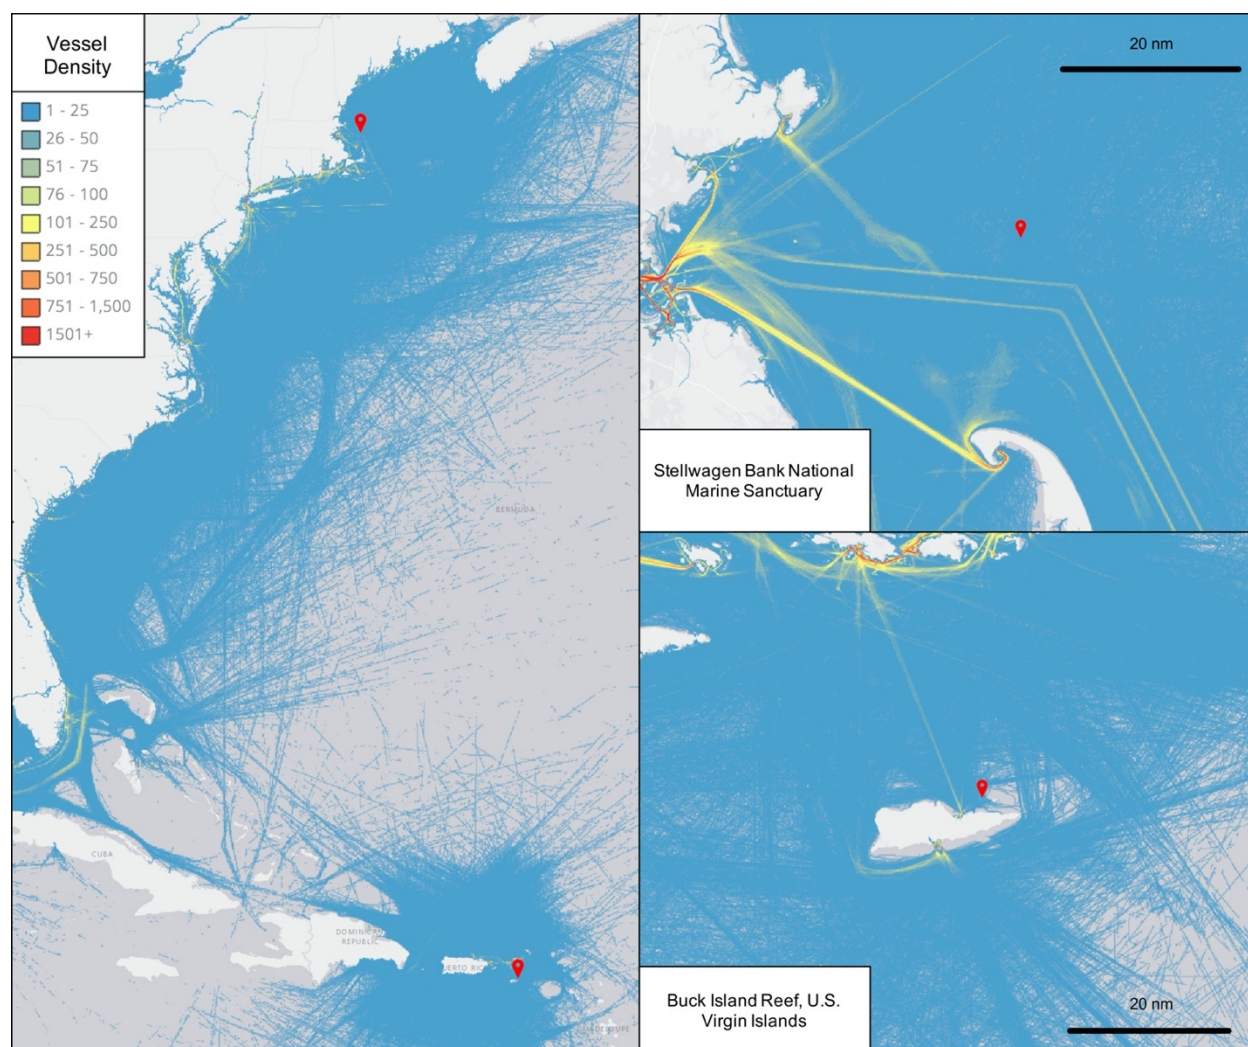 Vessel
Density
1 - 25
26 - 50
51 - 75
76 - 100
101 - 250
251 - 500
501 - 750
751 - 1,500
1501+
BERMUDA
CUBA
DOMINICAN
REPUBLIC
UERTO RIC
20 nm
Stellwagen Bank National
Marine Sanctuary
Buck Island Reef, U.S.
Virgin Islands
20 nm